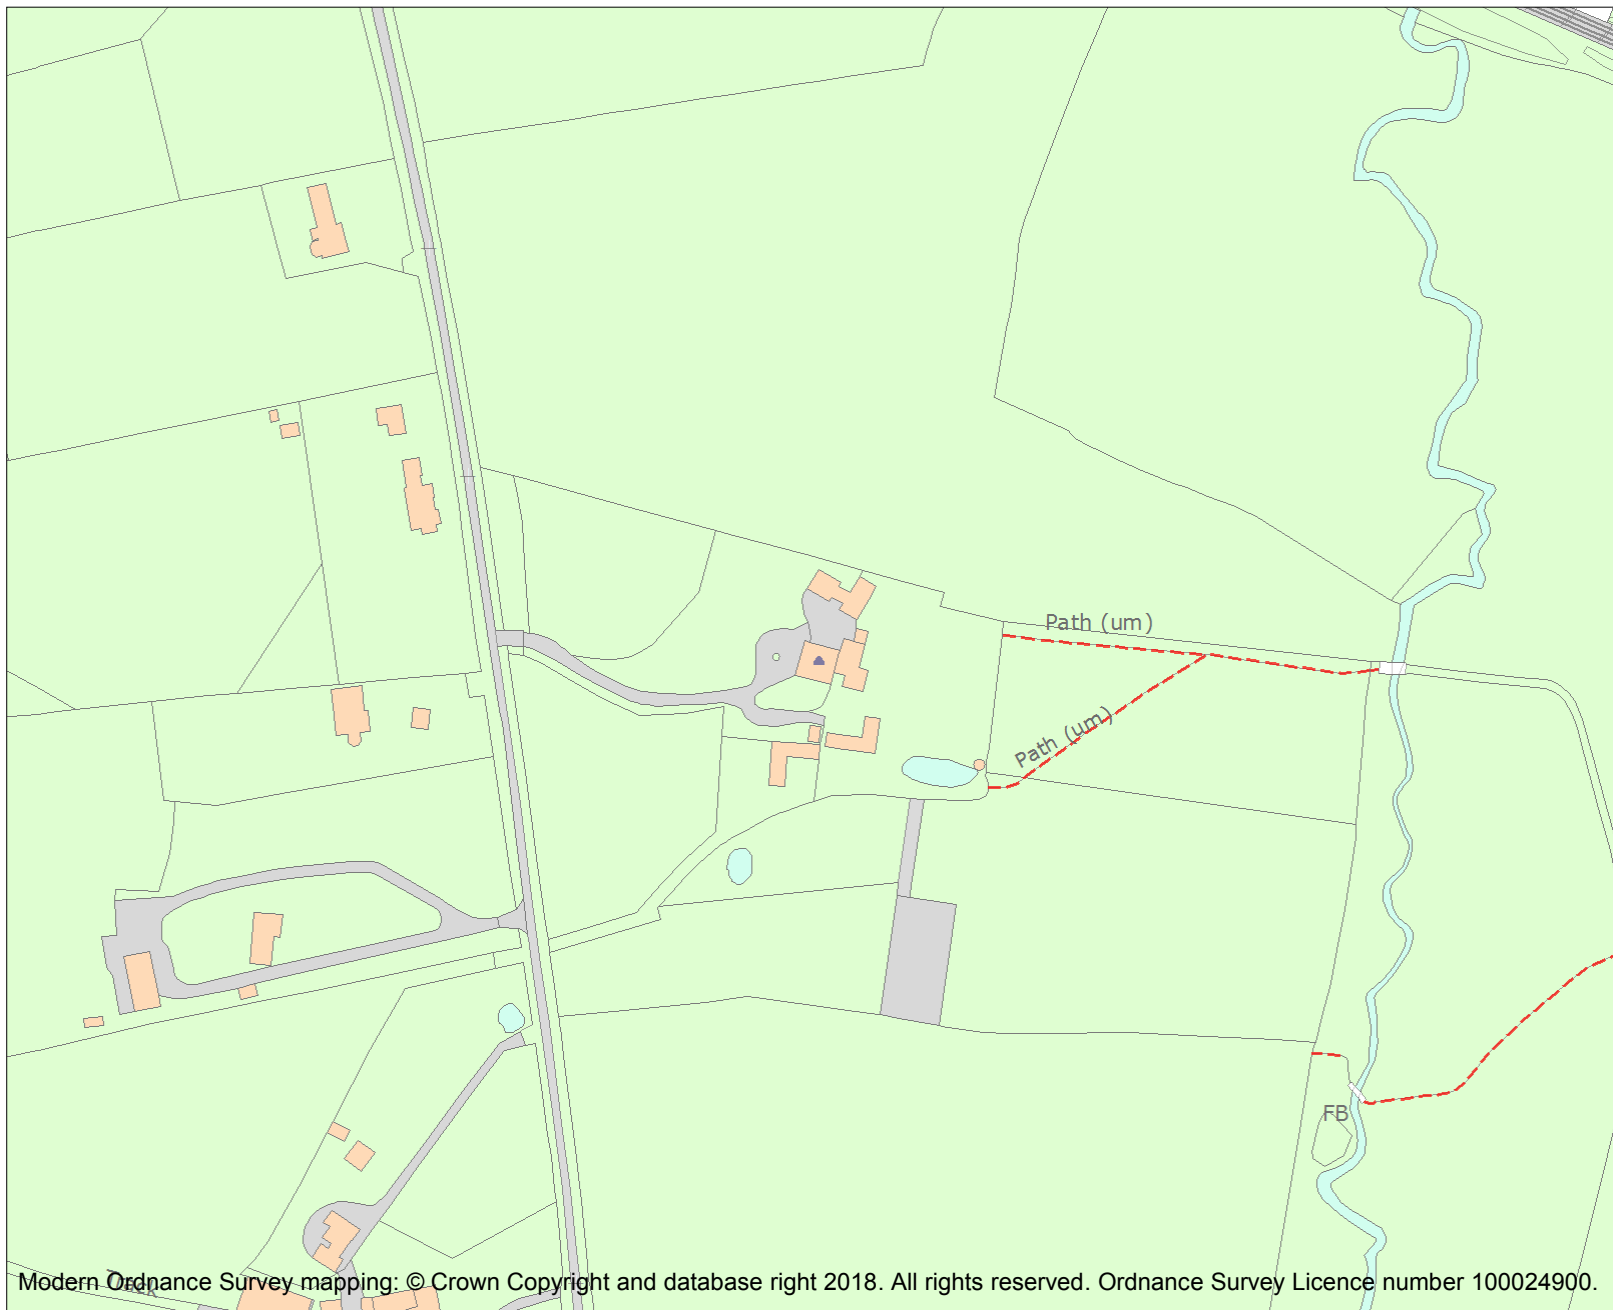 Path (um)
Path (um)
FB
Track
Modern Ordnance Survey mapping: © Crown Copyright and database right 2018. All rights reserved. Ordnance Survey Licence number 100024900.